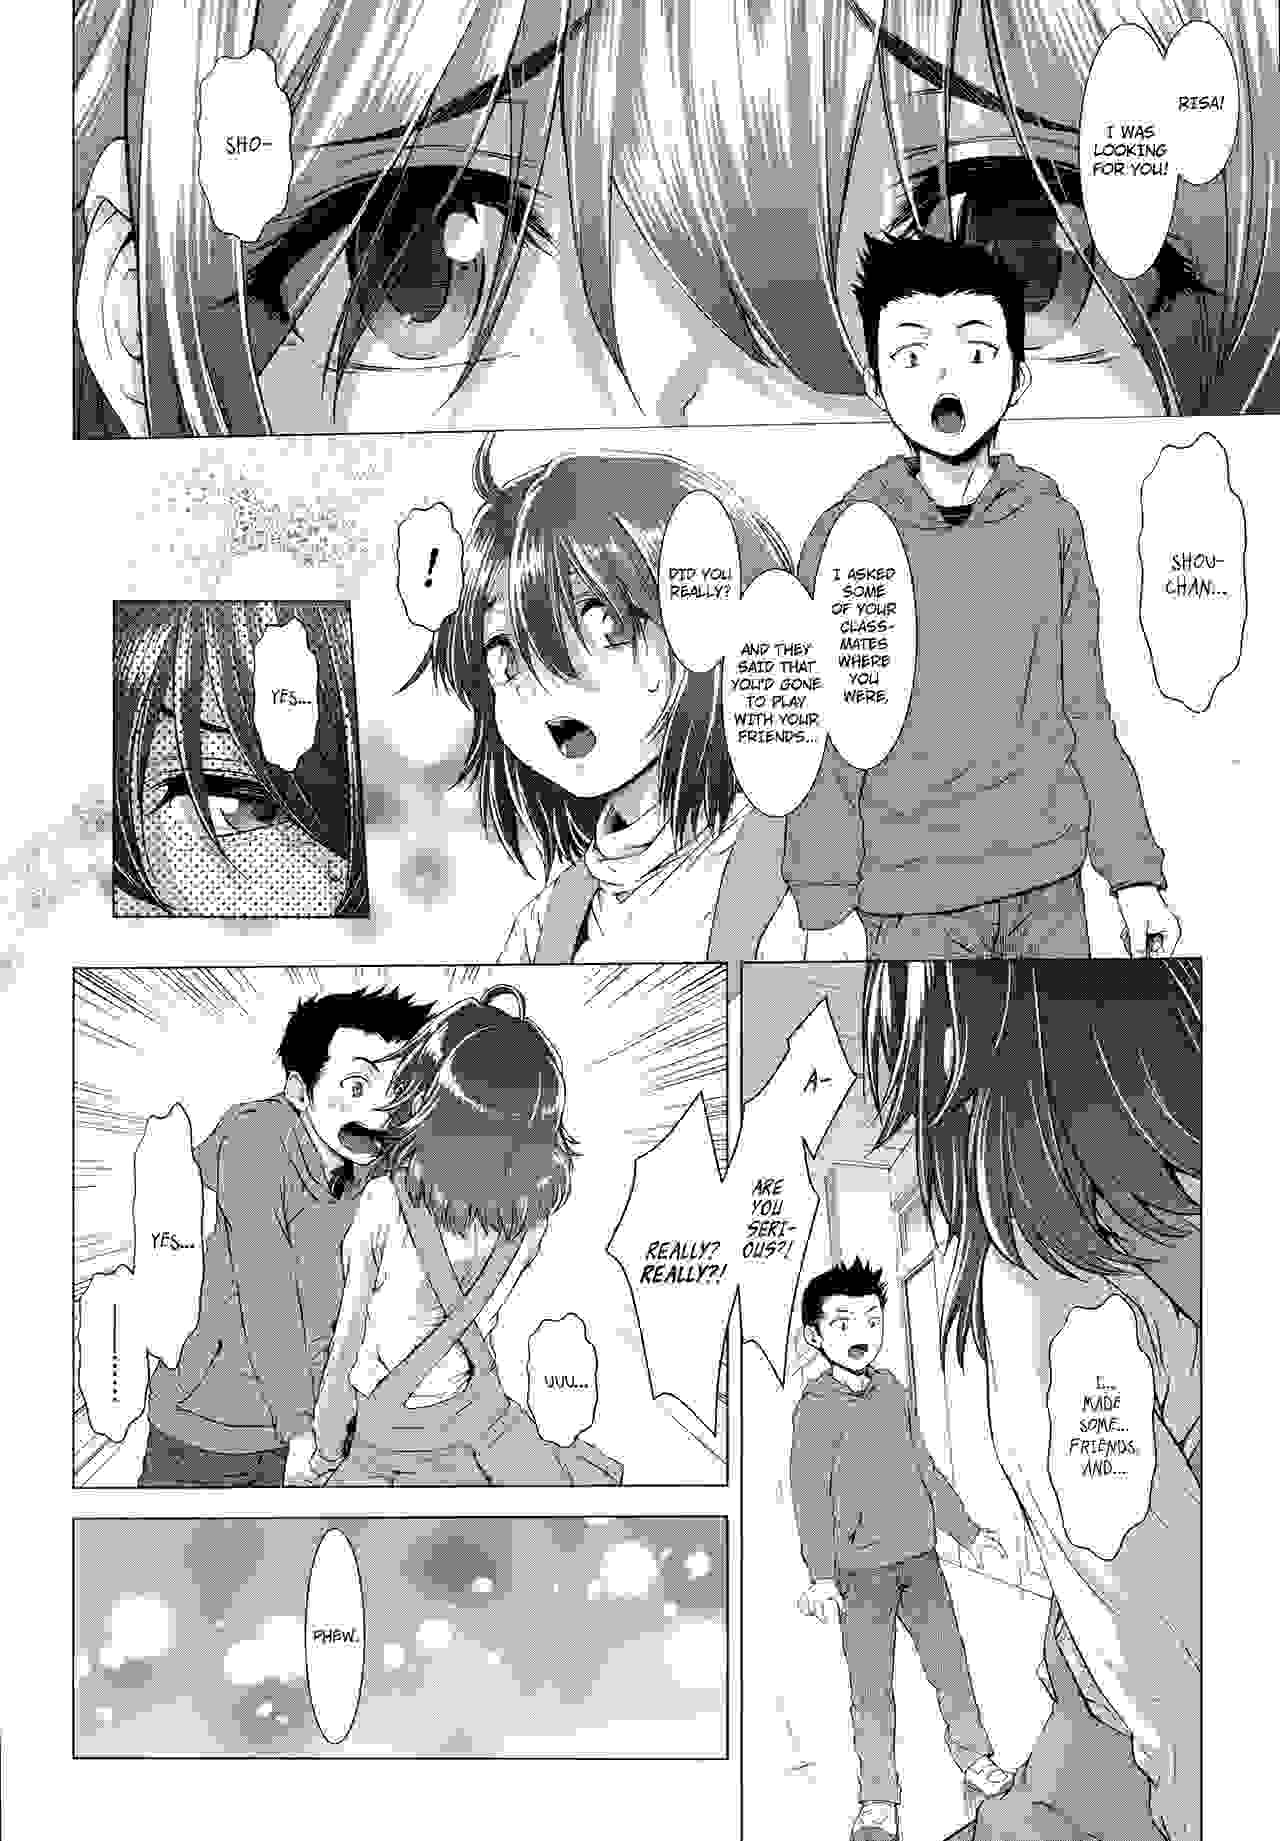 RISA!
I WAS
LOOKING
FOR YOU!
SHO-
SHOU-
CHAN...
I ASKED
SOME
OF YOUR
CLASS-
MATES
WHERE
YOU
WERE,
AND THEY
SAID THAT
YOU'D GONE
TO PLAY
WITH YOUR
FRIENDS...
DID YOU
REALLY?
!
YES...
I...
MADE
SOME...
FRIENDS,
AND...
A-
ARE
YOU
SERI-
OUS?!
REALLY?
REALLY?!
UUU...
YES...
...........
PHEW.